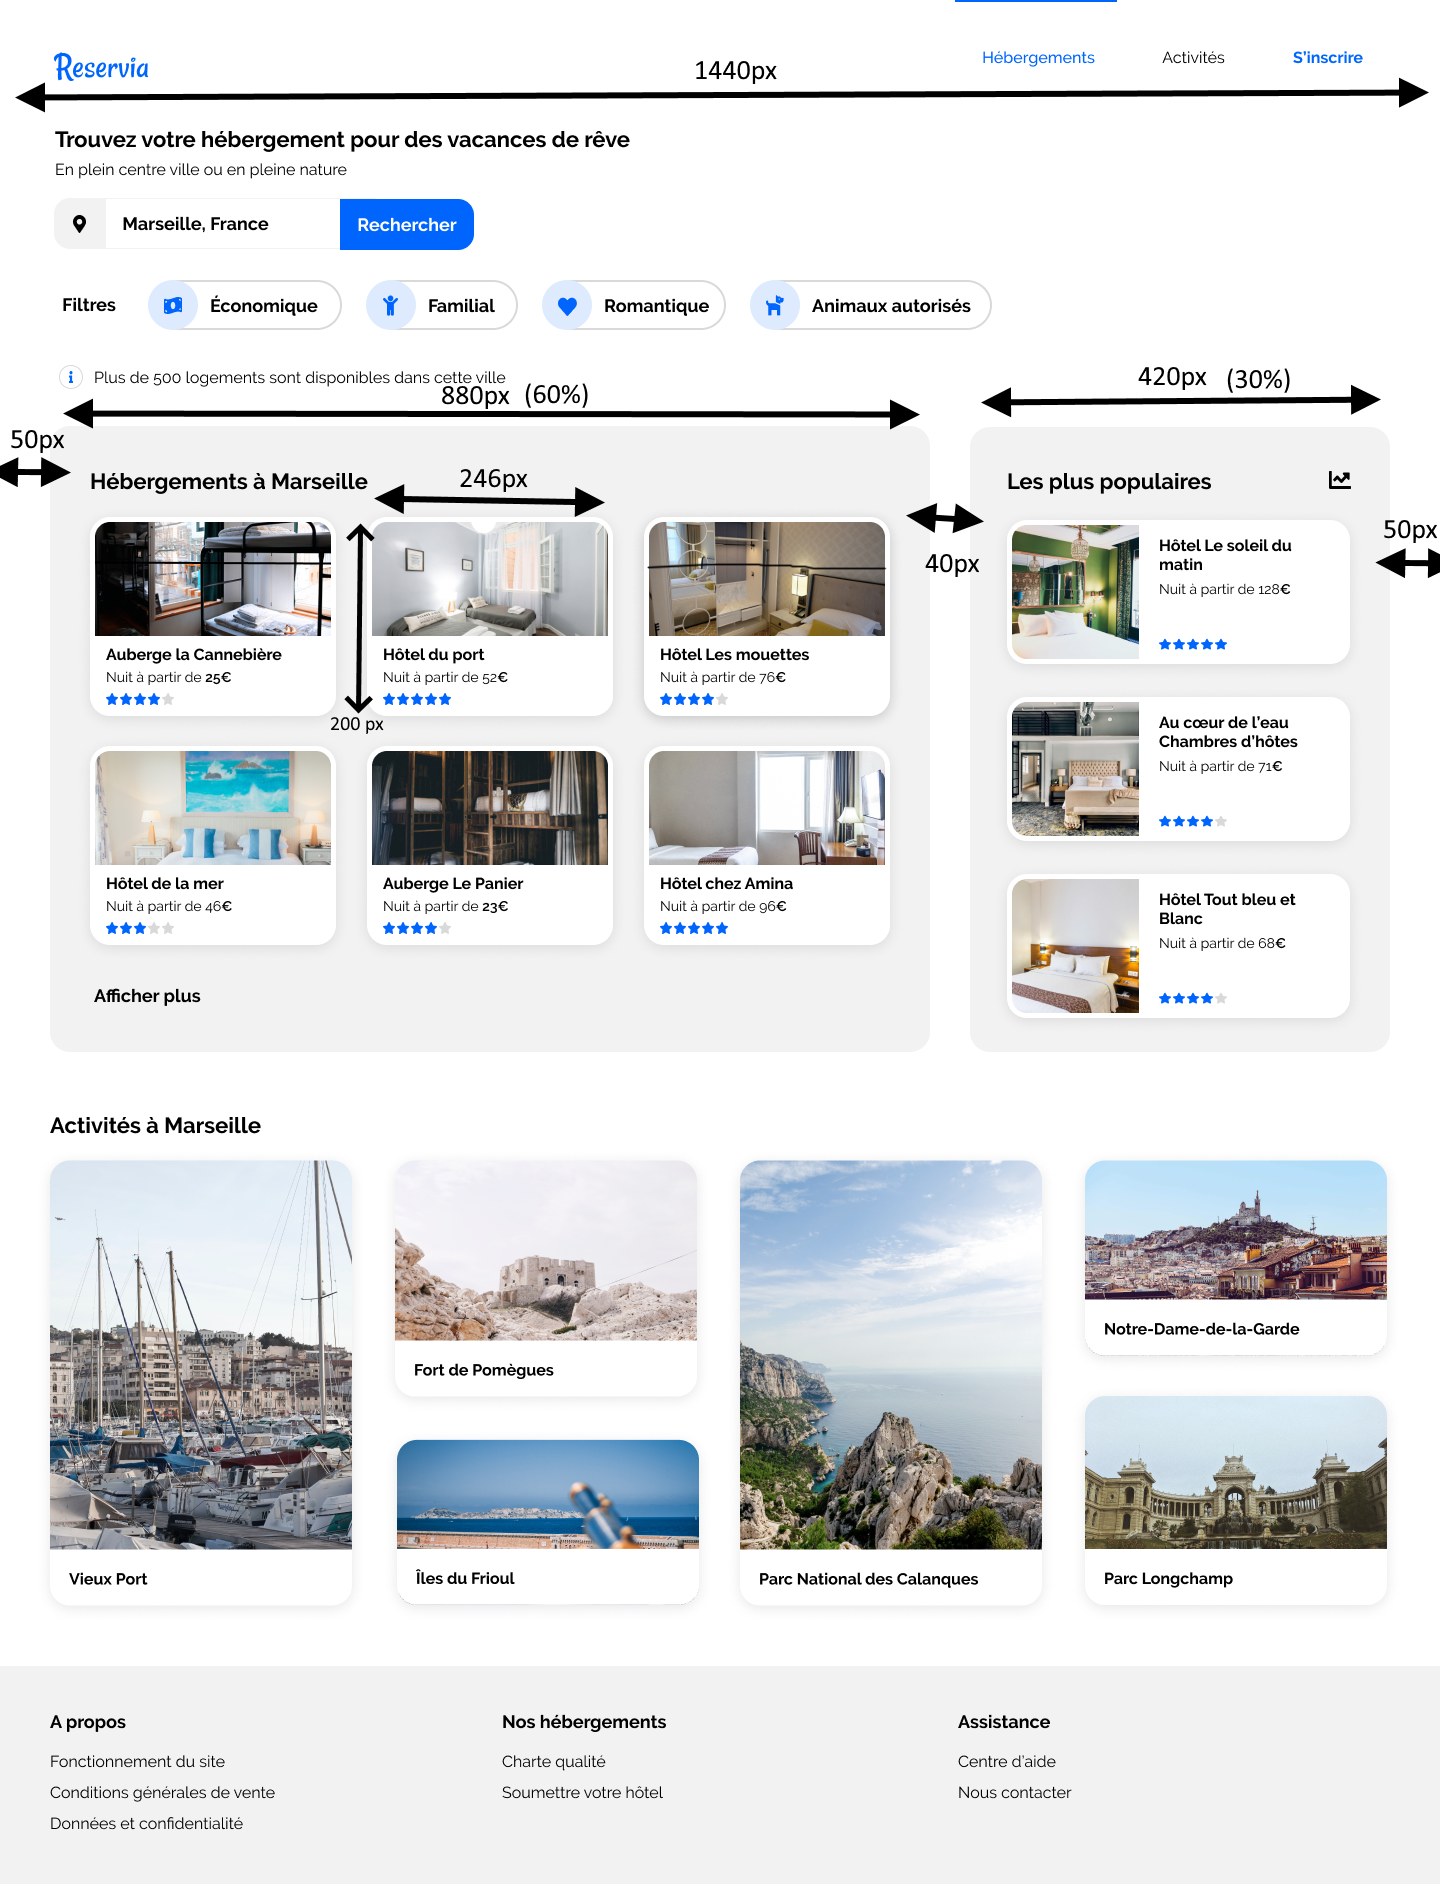 Reservia
Hébergements
Activités
S'inscrire
1440px
Trouvez votre hébergement pour des vacances de rêve
En plein centre ville ou en pleine nature
Marseille, France
Rechercher
Filtres
Économique
Familial
Romantique
Animaux autorisés
Plus de 500 logements sont disponibles dans cette ville
880px (60%)
420px (30%)
50px
Hébergements à Marseille
246px
40px
50px
200 px
Auberge la Cannebière
Nuit à partir de 25€
Hôtel du port
Nuit à partir de 52€
Hôtel Les mouettes
Nuit à partir de 76€
Hôtel de la mer
Nuit à partir de 46€
Auberge Le Panier
Nuit à partir de 23€
Hôtel chez Amina
Nuit à partir de 96€
Afficher plus
Les plus populaires
Hôtel Le soleil du
matin
Nuit à partir de 128€
Au cœur de l'eau
Chambres d'hôtes
Nuit à partir de 71€
Hôtel Tout bleu et
Blanc
Nuit à partir de 68€
Activités à Marseille
Vieux Port
Fort de Pomègues
Îles du Frioul
Parc National des Calanques
Notre-Dame-de-la-Garde
Parc Longchamp
A propos
Fonctionnement du site
Conditions générales de vente
Données et confidentialité
Nos hébergements
Charte qualité
Soumettre votre hôtel
Assistance
Centre d'aide
Nous contacter